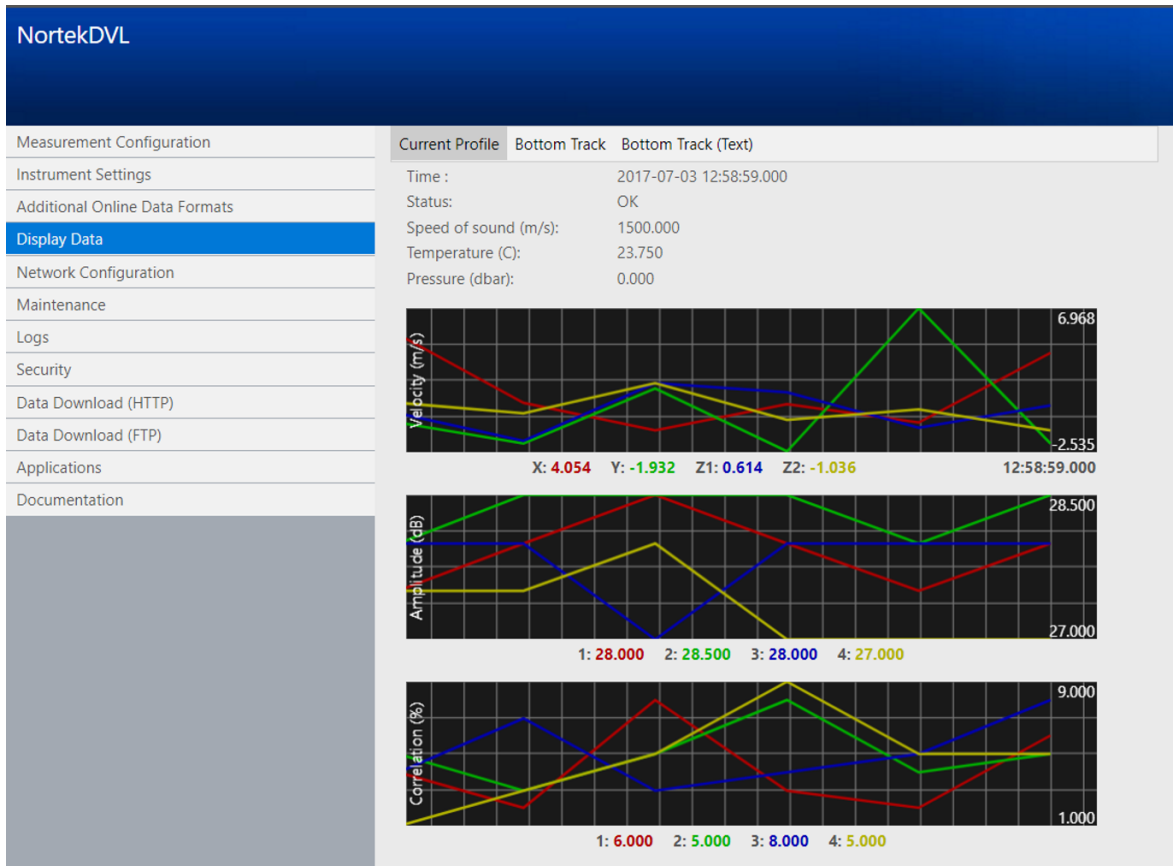 NortekDVL
Measurement Configuration
Instrument Settings
Additional Online Data Formats
Display Data
Network Configuration
Maintenance
Logs
Security
Data Download (HTTP)
Data Download (FTP)
Applications
Documentation
Current Profile Bottom Track Bottom Track (Text)
Time : 2017-07-03 12:58:59.000
Status: OK
Speed of sound (m/s): 1500.000
Temperature (C): 23.750
Pressure (dbar): 0.000
Velocity (m/s)
6.968
-2.535
X: 4.054 Y: -1.932 Z1: 0.614 Z2: -1.036 12:58:59.000
Amplitude (dB)
28.500
27.000
1: 28.000 2: 28.500 3: 28.000 4: 27.000
Correlation (%)
9.000
1.000
1: 6.000 2: 5.000 3: 8.000 4: 5.000